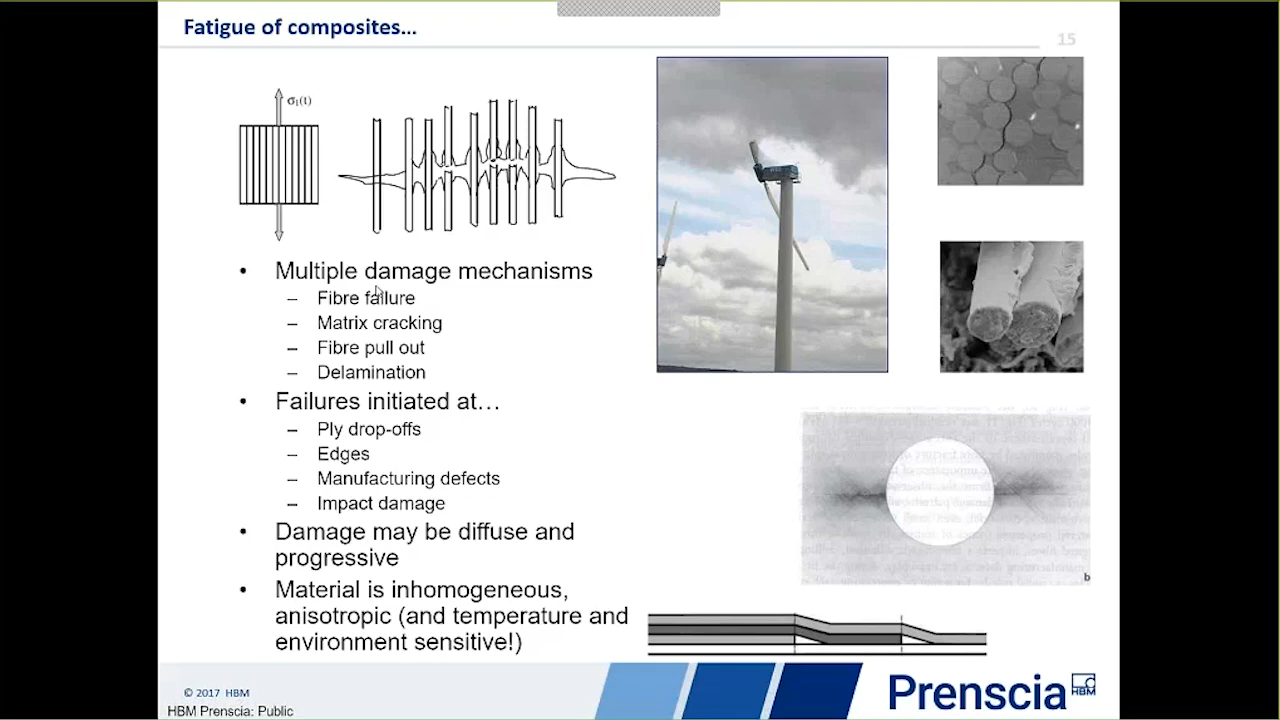 Fatigue of composites...
15
σ1(t)
• Multiple damage mechanisms
– Fibre failure
– Matrix cracking
– Fibre pull out
– Delamination
• Failures initiated at…
– Ply drop-offs
– Edges
– Manufacturing defects
– Impact damage
• Damage may be diffuse and
progressive
• Material is inhomogeneous,
anisotropic (and temperature and
environment sensitive!)
b
© 2017 HBM
HBM Prenscia: Public
Prenscia
HBM